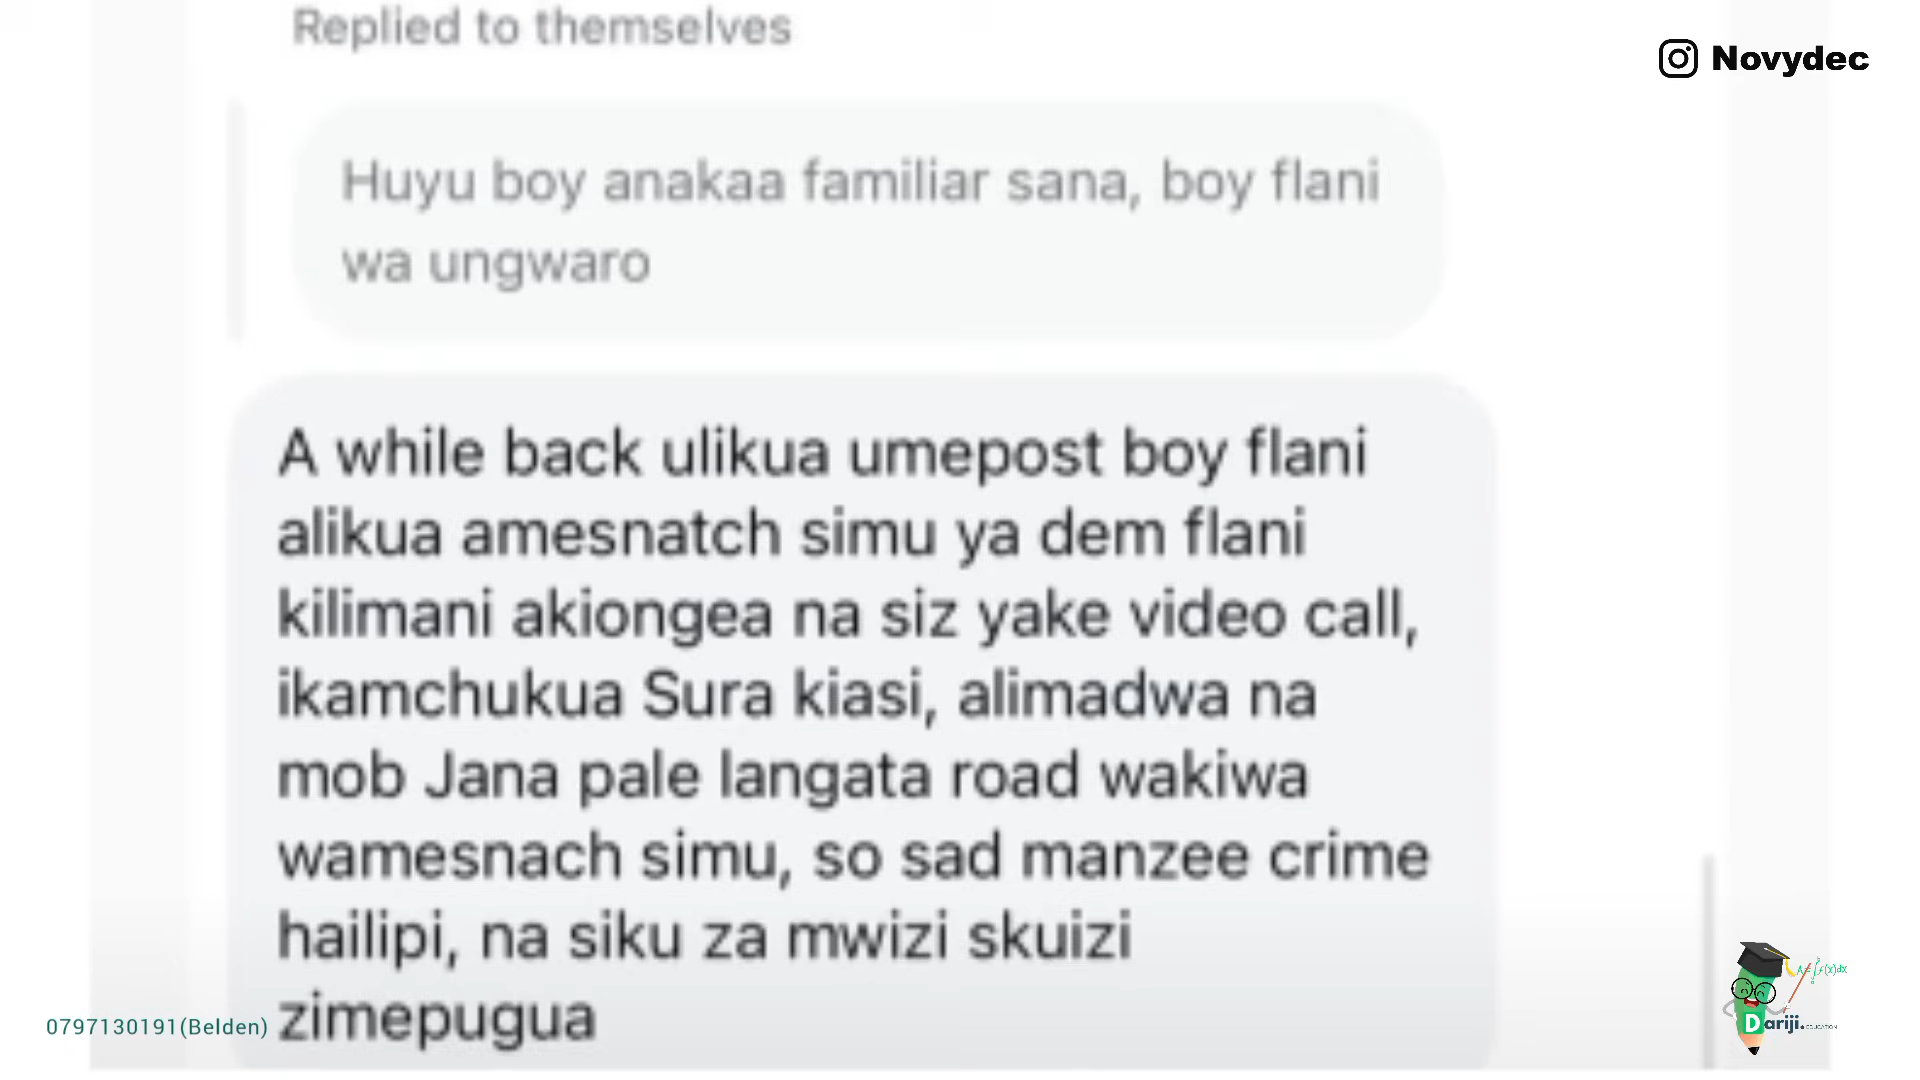 Replied to themselves
Novydec
Huyu boy anakaa familiar sana, boy flani
wa ungwaro
A while back ulikua umepost boy flani
alikua amesnatch simu ya dem flani
kilimani akiongea na siz yake video call,
ikamchukua Sura kiasi, alimadwa na
mob Jana pale langata road wakiwa
wamesnach simu, so sad manzee crime
hailipi, na siku za mwizi skuizi
zimepugua
0797130191(Belden)
Dariji.
EDUCATION